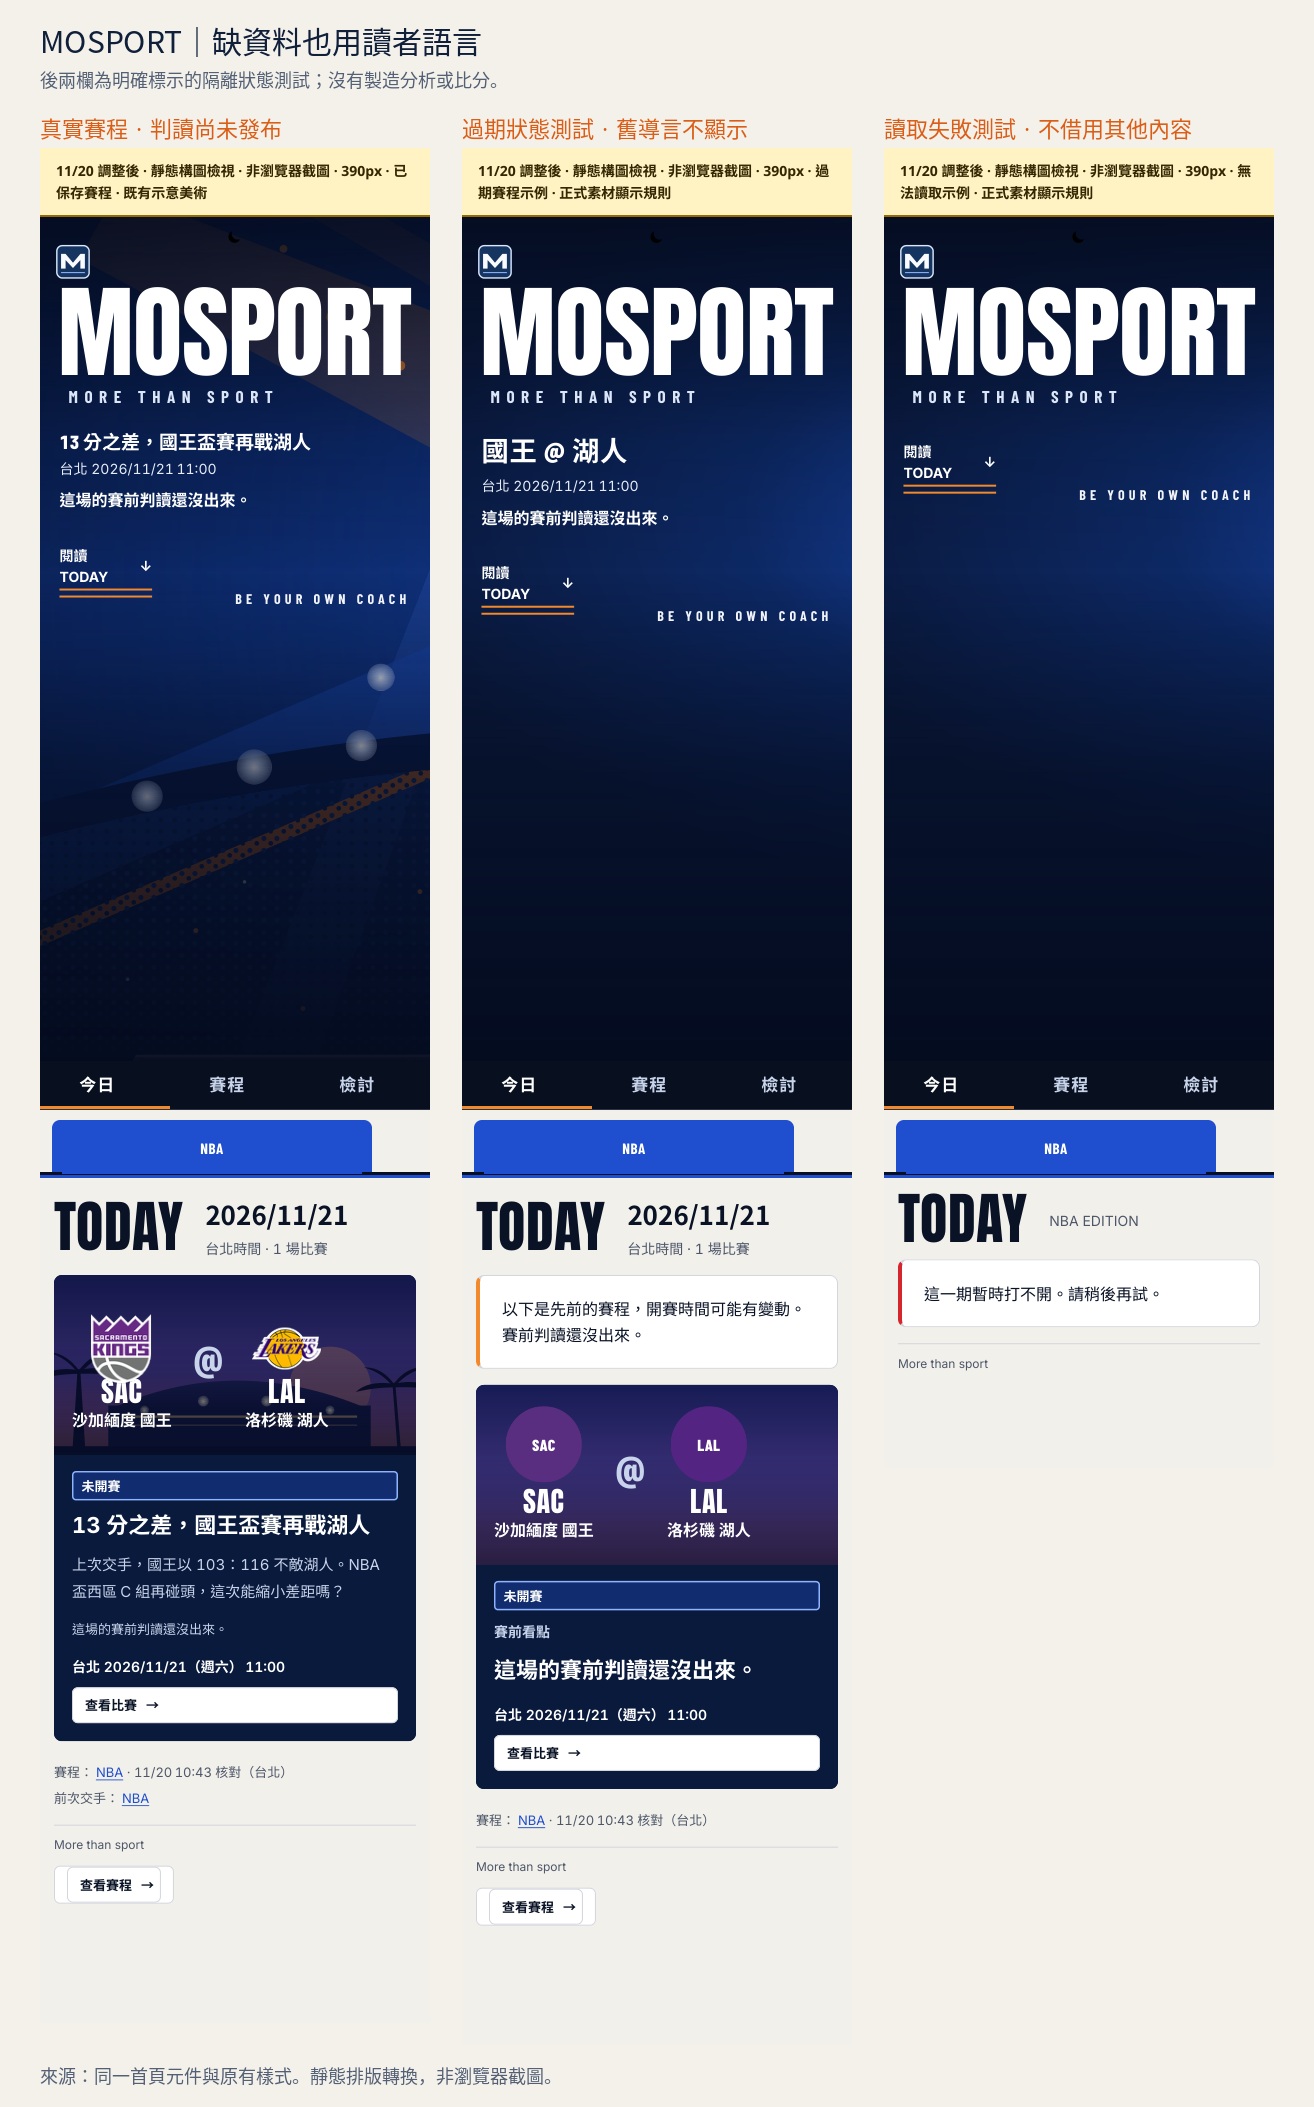 MOSPORT｜缺資料也用讀者語言
後兩欄為明確標示的隔離狀態測試；沒有製造分析或比分。
真實賽程 · 判讀尚未發布
11/20 調整後 · 靜態構圖檢視 · 非瀏覽器截圖 · 390px · 已
保存賽程 · 既有示意美術
M
MOSPORT
MORE THAN SPORT
13 分之差，國王盃賽再戰湖人
台北 2026/11/21 11:00
這場的賽前判讀還沒出來。
閱讀
TODAY ↓
BE YOUR OWN COACH
今日 賽程 檢討
NBA
TODAY 2026/11/21
台北時間 · 1 場比賽
SACRAMENTO
KINGS
@
LOS ANGELES
LAKERS
SAC LAL
沙加緬度 國王 洛杉磯 湖人
未開賽
13 分之差，國王盃賽再戰湖人
上次交手，國王以 103：116 不敵湖人。NBA
盃西區 C 組再碰頭，這次能縮小差距嗎？
這場的賽前判讀還沒出來。
台北 2026/11/21（週六） 11:00
查看比賽 →
賽程： NBA · 11/20 10:43 核對（台北）
前次交手： NBA
More than sport
查看賽程 →
過期狀態測試 · 舊導言不顯示
11/20 調整後 · 靜態構圖檢視 · 非瀏覽器截圖 · 390px · 過
期賽程示例 · 正式素材顯示規則
M
MOSPORT
MORE THAN SPORT
國王 @ 湖人
台北 2026/11/21 11:00
這場的賽前判讀還沒出來。
閱讀
TODAY ↓
BE YOUR OWN COACH
今日 賽程 檢討
NBA
TODAY 2026/11/21
台北時間 · 1 場比賽
以下是先前的賽程，開賽時間可能有變動。
賽前判讀還沒出來。
SAC @ LAL
SAC LAL
沙加緬度 國王 洛杉磯 湖人
未開賽
賽前看點
這場的賽前判讀還沒出來。
台北 2026/11/21（週六） 11:00
查看比賽 →
賽程： NBA · 11/20 10:43 核對（台北）
More than sport
查看賽程 →
讀取失敗測試 · 不借用其他內容
11/20 調整後 · 靜態構圖檢視 · 非瀏覽器截圖 · 390px · 無
法讀取示例 · 正式素材顯示規則
M
MOSPORT
MORE THAN SPORT
閱讀
TODAY ↓
BE YOUR OWN COACH
今日 賽程 檢討
NBA
TODAY NBA EDITION
這一期暫時打不開。請稍後再試。
More than sport
來源：同一首頁元件與原有樣式。靜態排版轉換，非瀏覽器截圖。